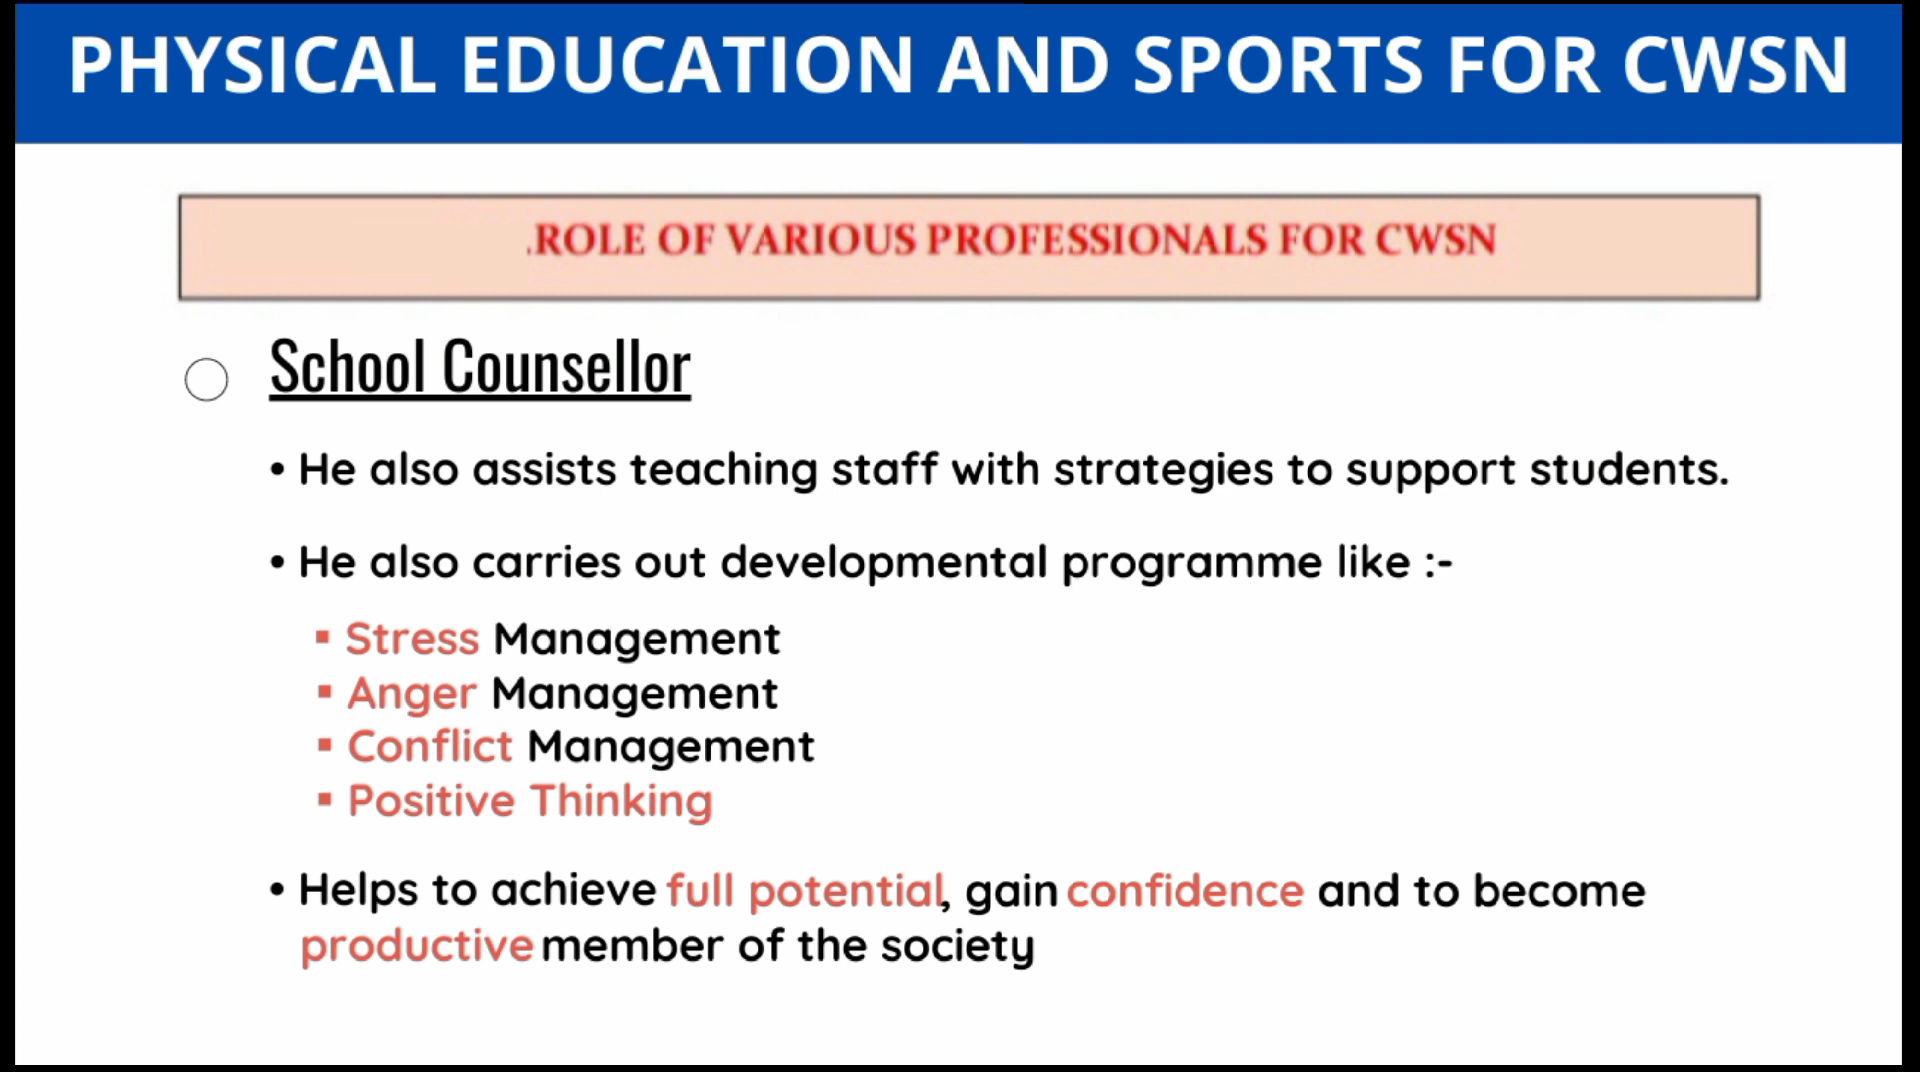 PHYSICAL EDUCATION AND SPORTS FOR CWSN
.ROLE OF VARIOUS PROFESSIONALS FOR CWSN
School Counsellor
• He also assists teaching staff with strategies to support students.
• He also carries out developmental programme like :-
▪ Stress Management
▪ Anger Management
▪ Conflict Management
▪ Positive Thinking
• Helps to achieve full potential, gain confidence and to become
productive member of the society